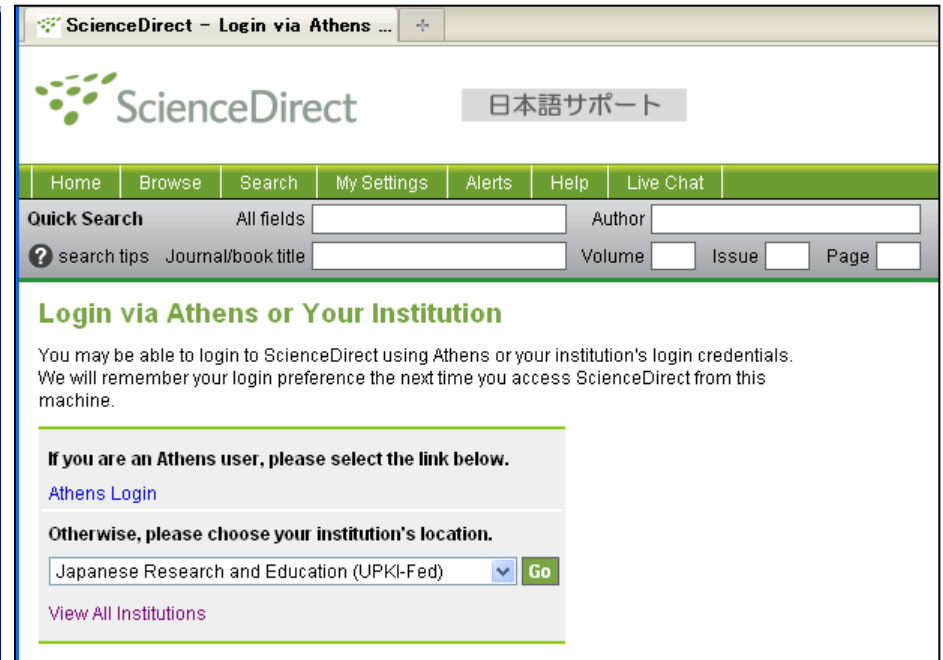 ScienceDirect - Login via Athens ...
ScienceDirect
日本語サポート
Home Browse Search My Settings Alerts Help Live Chat
Quick Search All fields Author
? search tips Journal/book title Volume Issue Page
Login via Athens or Your Institution
You may be able to login to ScienceDirect using Athens or your institution's login credentials.
We will remember your login preference the next time you access ScienceDirect from this
machine.
If you are an Athens user, please select the link below.
Athens Login
Otherwise, please choose your institution's location.
Japanese Research and Education (UPKI-Fed) Go
View All Institutions